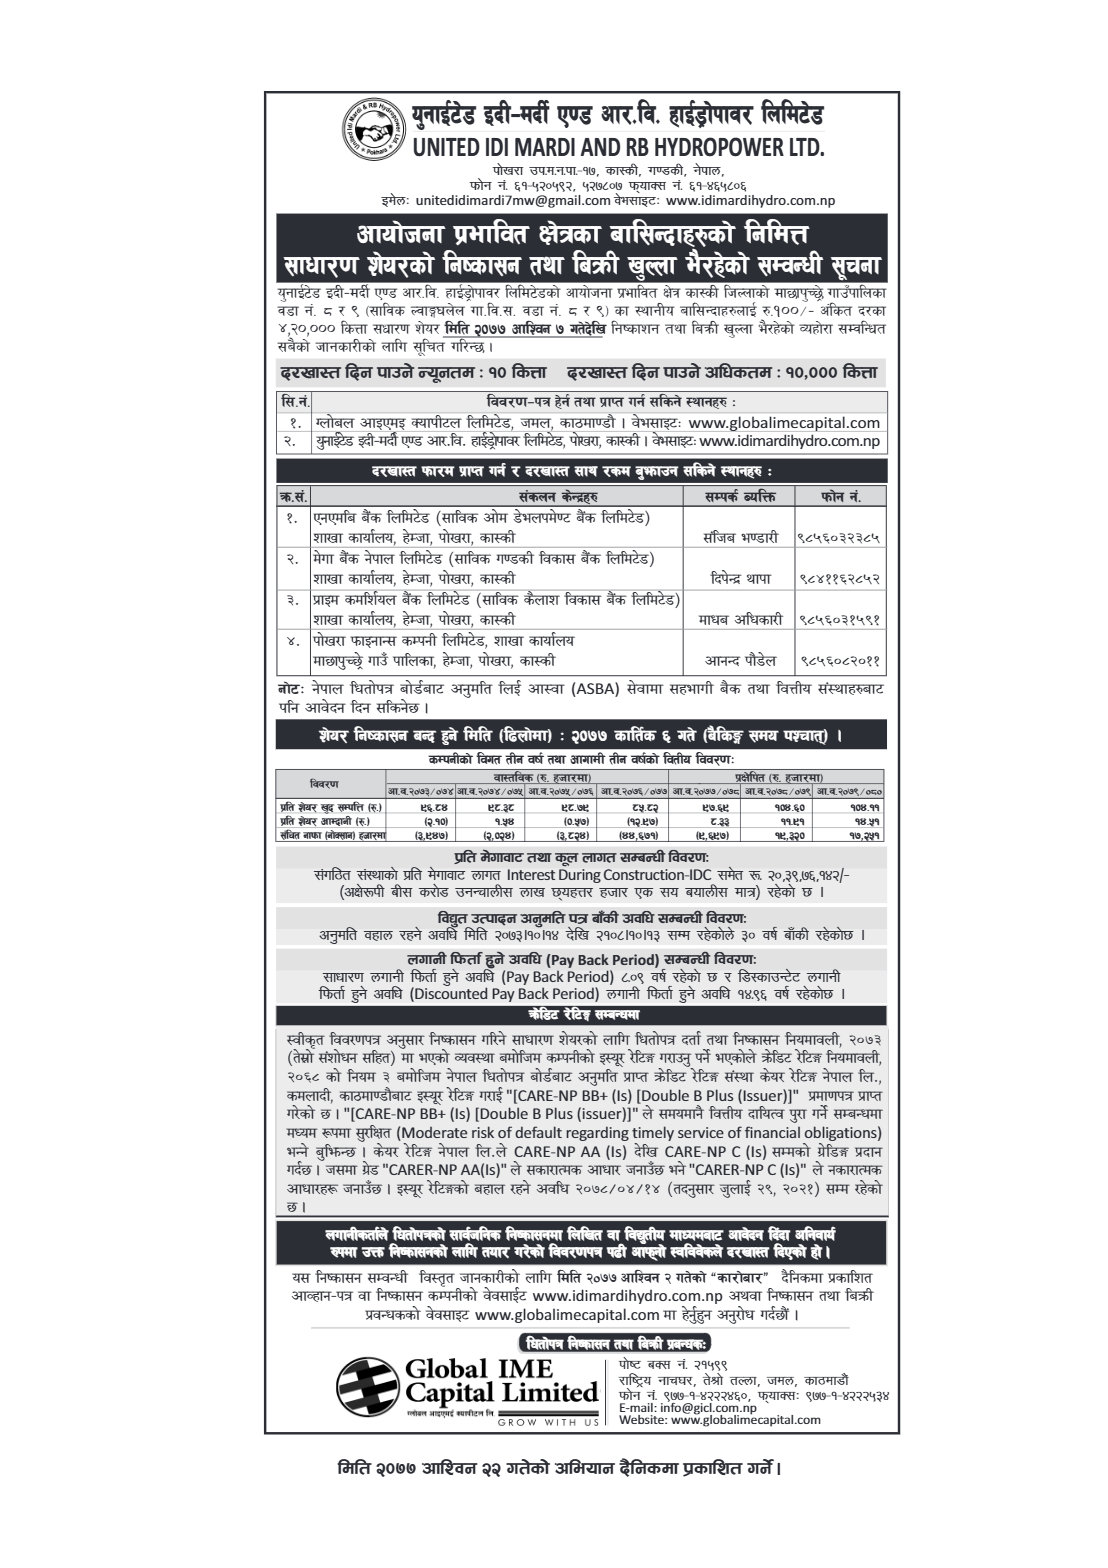 United Idi Mardi & RB Hydropower Ltd.
Pokhara
युनाईटेड इदी-मर्दी एण्ड आर.वि. हाईड्रोपावर लिमिटेड
UNITED IDI MARDI AND RB HYDROPOWER LTD.
पोखरा उप.म.न.पा.-१७, कास्की, गण्डकी, नेपाल,
फोन नं. ६१-५२०५९२, ५२७८०७ फ्याक्स नं. ६१-४६५८०६
इमेलः unitedidimardi7mw@gmail.com वेभसाइटः www.idimardihydro.com.np
आयोजना प्रभावित क्षेत्रका बासिन्दाहरुको निमित्त
साधारण शेयरको निष्कासन तथा बिक्री खुल्ला भैरहेको सम्वन्धी सूचना
युनाईटेड इदी-मर्दी एण्ड आर.वि. हाईड्रोपावर लिमिटेडको आयोजना प्रभावित क्षेत्र कास्की जिल्लाको माछापुच्छ्रे गाउँपालिका
वडा नं. ८ र ९ (साविक ल्वाङ्घलेल गा.वि.स. वडा नं. ८ र ९) का स्थानीय बासिन्दाहरुलाई रु.१००/- अंकित दरका
४,२०,००० कित्ता सधारण शेयर मिति २०७७ आश्विन ७ गतेदेखि निष्काशन तथा बिक्री खुल्ला भैरहेको व्यहोरा सम्वन्धित
सबैको जानकारीको लागि सूचित गरिन्छ ।
दरखास्त दिन पाउने न्यूनतम : १० कित्ता दरखास्त दिन पाउने अधिकतम : १०,००० कित्ता
सि.नं. विवरण-पत्र हेर्न तथा प्राप्त गर्न सकिने स्थानहरु :
१. ग्लोबल आइएमइ क्यापीटल लिमिटेड, जमल, काठमाण्डौ । वेभसाइटः www.globalimecapital.com
२. युनाईटेड इदी-मर्दी एण्ड आर.वि. हाईड्रोपावर लिमिटेड, पोखरा, कास्की । वेभसाइटः www.idimardihydro.com.np
दरखास्त फारम प्राप्त गर्न र दरखास्त साथ रकम बुझाउन सकिने स्थानहरु :
क्र.सं. संकलन केन्द्रहरु सम्पर्क ब्यक्ति फोन नं.
१. एनएमबि बैंक लिमिटेड (साविक ओम डेभलपमेण्ट बैंक लिमिटेड)
शाखा कार्यालय, हेम्जा, पोखरा, कास्की संजिब भण्डारी ९८५६०३२३८५
२. मेगा बैंक नेपाल लिमिटेड (साविक गण्डकी विकास बैंक लिमिटेड)
शाखा कार्यालय, हेम्जा, पोखरा, कास्की दिपेन्द्र थापा ९८४११६२८५२
३. प्राइम कमर्शियल बैंक लिमिटेड (साविक कैलाश विकास बैंक लिमिटेड)
शाखा कार्यालय, हेम्जा, पोखरा, कास्की माधब अधिकारी ९८५६०३१५९१
४. पोखरा फाइनान्स कम्पनी लिमिटेड, शाखा कार्यालय
माछापुच्छ्रे गाउँ पालिका, हेम्जा, पोखरा, कास्की आनन्द पौडेल ९८५६०८२०११
नोटः नेपाल धितोपत्र बोर्डबाट अनुमति लिई आस्वा (ASBA) सेवामा सहभागी बैक तथा वित्तीय संस्थाहरुबाट
पनि आवेदन दिन सकिनेछ ।
शेयर निष्कासन बन्द हुने मिति (ढिलोमा) : २०७७ कार्तिक ६ गते (बैकिङ्ग समय पश्चात्) ।
कम्पनीको विगत तीन वर्ष तथा आगामी तीन वर्षको वितीय विवरणः
विवरण वास्तविक (रु. हजारमा) प्रक्षेपित (रु. हजारमा)
आ.व.२०७३/०७४ आ.व.२०७४/०७५ आ.व.२०७५/०७६ आ.व.२०७६/०७७ आ.व.२०७७/०७८ आ.व.२०७८/०७९ आ.व.२०७९/०८०
प्रति शेयर खुद सम्पत्ति (रु.) ९६.८४ ९८.३८ ९८.७९ ८५.८२ ९७.६९ १०४.६० १०४.११
प्रति शेयर आम्दानी (रु.) (२.१०) १.५४ (०.५७) (१२.९७) ८.३३ ११.९१ १४.५१
संचित नाफा (नोक्सान) हजारमा (३,९४७) (२,०२४) (३,८२४) (४४,६७१) (९,६९७) १९,३२० १७,२५१
प्रति मेगावाट तथा कूल लागत सम्बन्धी विवरणः
संगठित संस्थाको प्रति मेगावाट लागत Interest During Construction-IDC समेत रू. २०,३९,७६,१४२/-
(अक्षेरूपी बीस करोड उनन्चालीस लाख छ्यहत्तर हजार एक सय बयालीस मात्र) रहेको छ ।
विद्युत उत्पादन अनुमति पत्र बाँकी अवधि सम्बन्धी विवरणः
अनुमति वहाल रहने अवधि मिति २०७३।१०।१४ देखि २१०८।१०।१३ सम्म रहेकोले ३० वर्ष बाँकी रहेकोछ ।
लगानी फिर्ता हुने अवधि (Pay Back Period) सम्बन्धी विवरणः
साधारण लगानी फिर्ता हुने अवधि (Pay Back Period) ८.०९ वर्ष रहेको छ र डिस्काउन्टेट लगानी
फिर्ता हुने अवधि (Discounted Pay Back Period) लगानी फिर्ता हुने अवधि १४.९६ वर्ष रहेकोछ ।
क्रेडिट रेटिङ्ग सम्बन्धमा
स्वीकृत विवरणपत्र अनुसार निष्कासन गरिने साधारण शेयरको लागि धितोपत्र दर्ता तथा निष्कासन नियमावली, २०७३
(तेस्रो संशोधन सहित) मा भएको व्यवस्था बमोजिम कम्पनीको इस्यूर रेटिङ गराउनु पर्ने भएकोले क्रेडिट रेटिङ नियमावली,
२०६८ को नियम ३ बमोजिम नेपाल धितोपत्र बोर्डबाट अनुमति प्राप्त क्रेडिट रेटिङ संस्था केयर रेटिङ नेपाल लि.,
कमलादी, काठमाण्डौबाट इस्यूर रेटिङ गराई "[CARE-NP BB+ (Is) [Double B Plus (Issuer)]" प्रमाणपत्र प्राप्त
गरेको छ । "[CARE-NP BB+ (Is) [Double B Plus (issuer)]" ले समयमानै वित्तीय दायित्व पुरा गर्ने सम्बन्धमा
मध्यम रूपमा सुरक्षित (Moderate risk of default regarding timely service of financial obligations)
भन्ने बुझिन्छ । केयर रेटिङ नेपाल लि.ले CARE-NP AA (Is) देखि CARE-NP C (Is) सम्मको ग्रेडिङ प्रदान
गर्दछ । जसमा ग्रेड "CARER-NP AA(Is)" ले सकारात्मक आधार जनाउँछ भने "CARER-NP C (Is)" ले नकारात्मक
आधारहरू जनाउँछ । इस्यूर रेटिङको बहाल रहने अवधि २०७८/०४/१४ (तदनुसार जुलाई २९, २०२१) सम्म रहेको
छ ।
लगानीकर्ताले धितोपत्रको सार्वजनिक निष्कासनमा लिखित वा विद्युतीय माध्यमबाट आवेदन दिंदा अनिवार्य
रुपमा उक्त निष्कासनको लागि तयार गरेको विवरणपत्र पढी आफ्नो स्वविवेकले दरखास्त दिएको हो ।
यस निष्कासन सम्वन्धी विस्तृत जानकारीको लागि मिति २०७७ आश्विन २ गतेको “कारोबार” दैनिकमा प्रकाशित
आव्हान-पत्र वा निष्कासन कम्पनीको वेवसाईट www.idimardihydro.com.np अथवा निष्कासन तथा बिक्री
प्रवन्धकको वेवसाइट www.globalimecapital.com मा हेर्नुहुन अनुरोध गर्दछौं ।
धितोपत्र निष्कासन तथा बिक्री प्रबन्धकः
Global IME
Capital Limited
ग्लोबल आइएमई क्यापीटल लि
GROW WITH US
पोष्ट बक्स नं. २१५९९
राष्ट्रिय नाचघर, तेश्रो तल्ला, जमल, काठमाडौं
फोन नं. ९७७-१-४२२२४६०, फ्याक्सः ९७७-१-४२२२५३४
E-mail: info@gicl.com.np
Website: www.globalimecapital.com
मिति २०७७ आश्विन २२ गतेको अभियान दैनिकमा प्रकाशित गर्ने ।